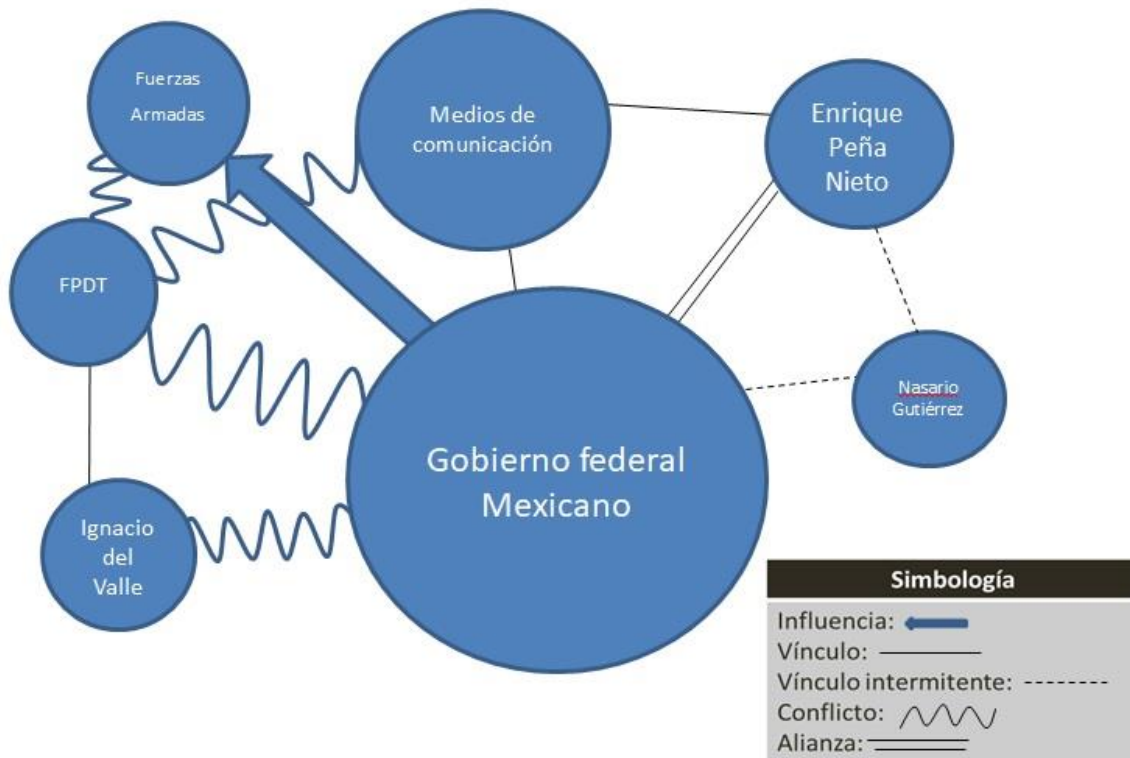 Fuerzas
Armadas
Medios de
comunicación
Enrique
Peña
Nieto
FPDT
Nasario
Gutiérrez
Gobierno federal
Mexicano
Ignacio
del
Valle
Simbología
Influencia:
Vínculo:
Vínculo intermitente:
Conflicto:
Alianza: